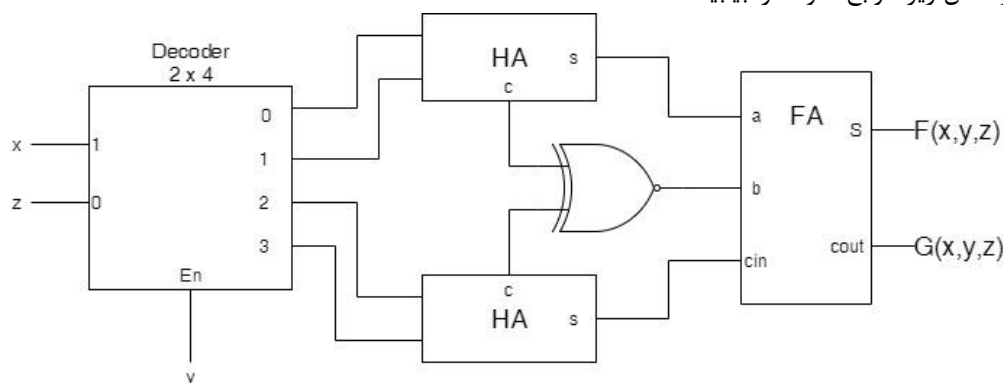 Decoder
2 x 4
HA
s
c
x
1
z
0
0
1
2
3
En
a
FA
S
F(x,y,z)
b
cout
G(x,y,z)
cin
c
HA
s